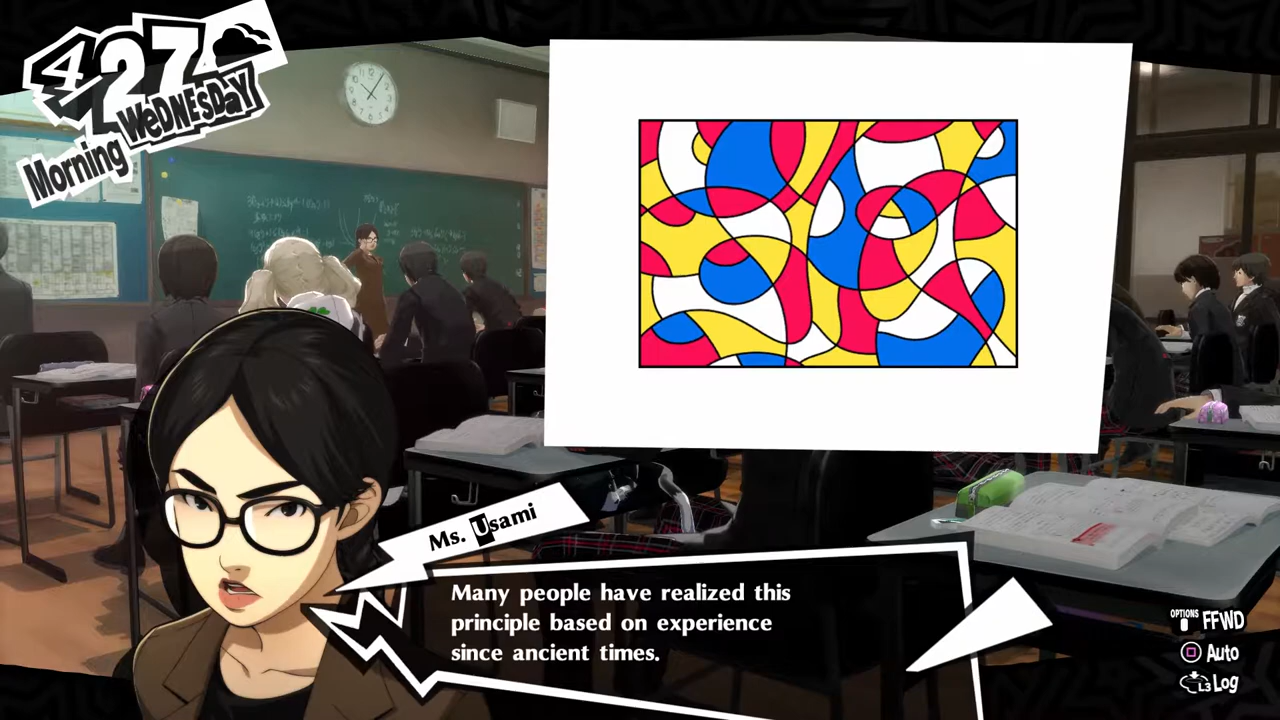 4/27
WeDNESDaY
Morning
Ms. Usami
Many people have realized this
principle based on experience
since ancient times.
OPTIONS FFWD
Auto
L3 Log